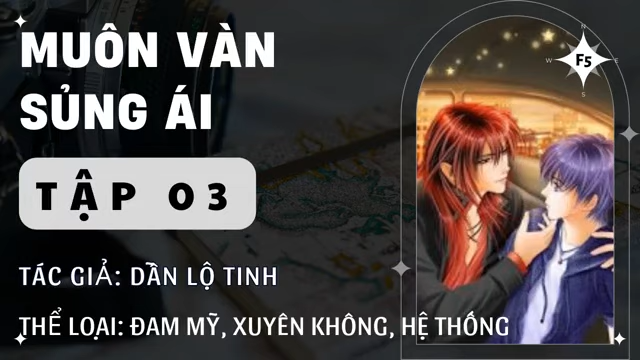 MUÔN VÀN
SỦNG ÁI
TẬP 03
TÁC GIẢ: DẦN LỘ TINH
THỂ LOẠI: ĐAM MỸ, XUYÊN KHÔNG, HỆ THỐNG
N
W F5 E
S